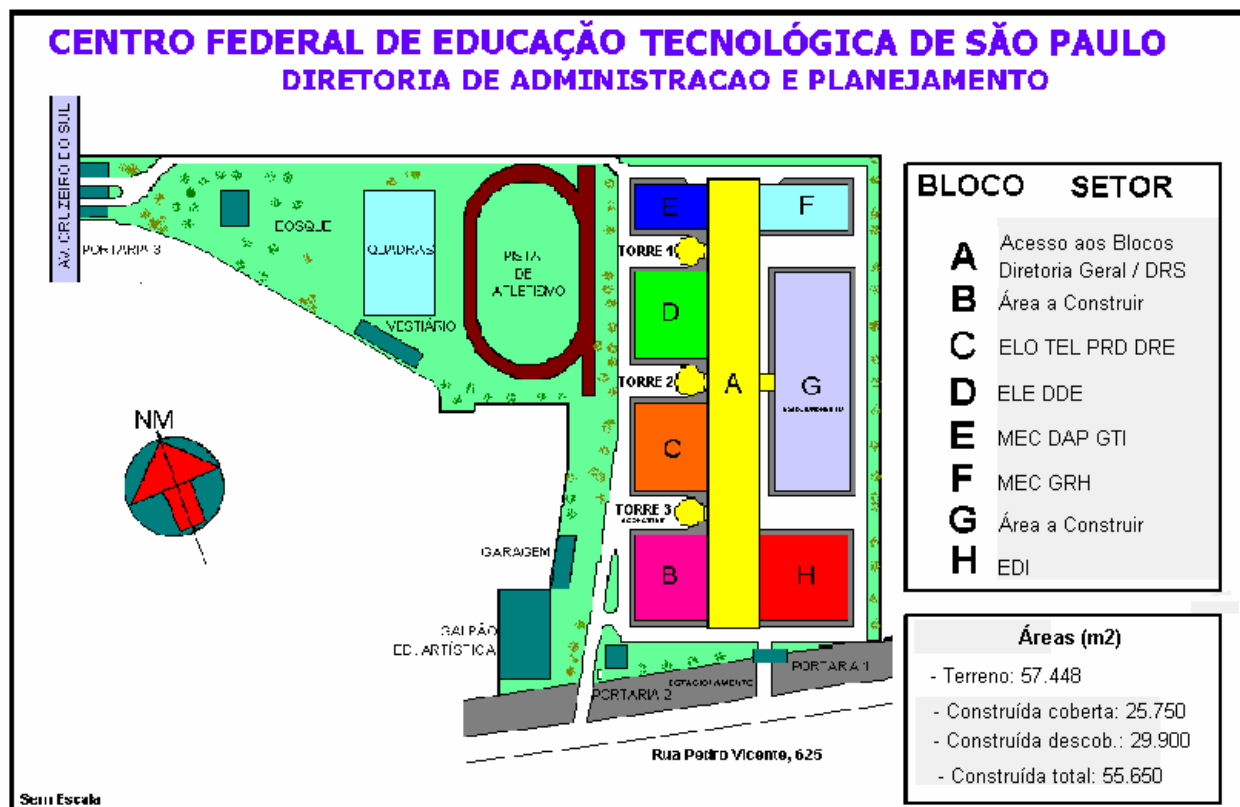 CENTRO FEDERAL DE EDUCAÇÃO TECNOLÓGICA DE SÃO PAULO
DIRETORIA DE ADMINISTRACAO E PLANEJAMENTO
AV. CRUZEIRO DO SUL
PORTARIA 3
BOSQUE
QUADRAS
VESTIÁRIO
PISTA
DE
ATLETISMO
E
F
TORRE 1
D
TORRE 2
A
G
C
TORRE 3
B
H
NM
GARAGEM
GALPÃO
ED. ARTÍSTICA
PORTARIA 2
ESTACIONAMENTO
PORTARIA 1
Rua Pedro Vicente, 625
Sem Escala
BLOCO SETOR
A Acesso aos Blocos
Diretoria Geral / DRS
B Área a Construir
C ELO TEL PRD DRE
D ELE DDE
E MEC DAP GTI
F MEC GRH
G Área a Construir
H EDI
Áreas (m2)
- Terreno: 57.448
- Construída coberta: 25.750
- Construída descob.: 29.900
- Construída total: 55.650